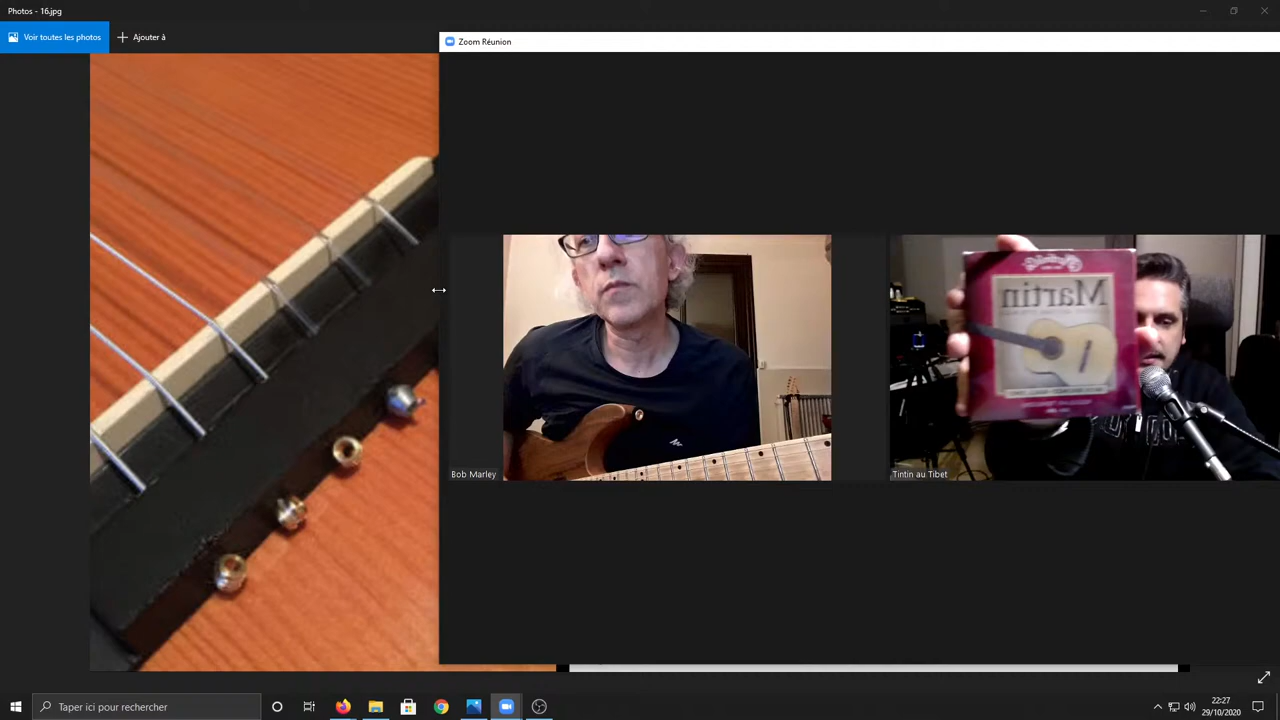 Photos - 16.jpg
Voir toutes les photos
Ajouter à
Zoom Réunion
Martin
Bob Marley
Tintin au Tibet
Taper ici pour rechercher
22:27
29/10/2020